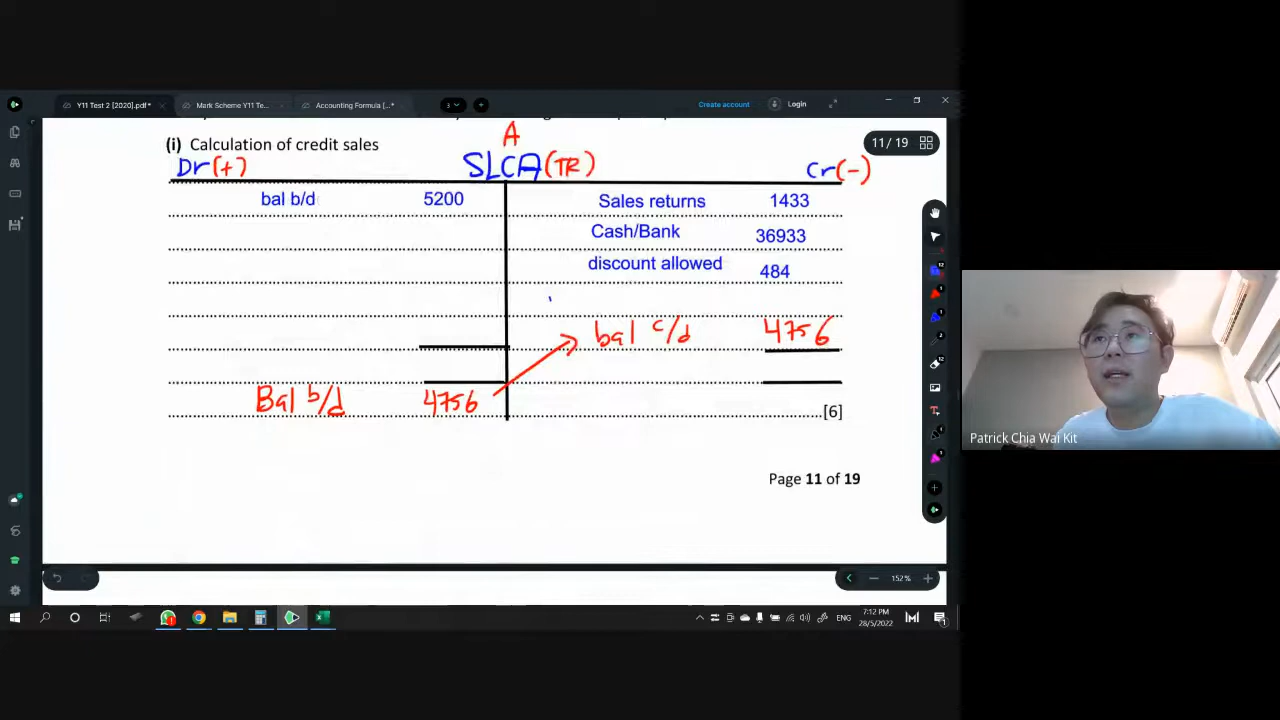 Y11 Test 2 [2020].pdf*
Mark Scheme Y11 Te...
Accounting Formula [...*
3
Create account
Login
(i) Calculation of credit sales
11 / 19
A
Dr (+) SLCA (TR) Cr (-)
bal b/d 5200 Sales returns 1433
Cash/Bank 36933
discount allowed 484
bal c/d 4756
Bal b/d 4756
[6]
Page 11 of 19
Patrick Chia Wai Kit
152%
ENG
7:12 PM
28/5/2022